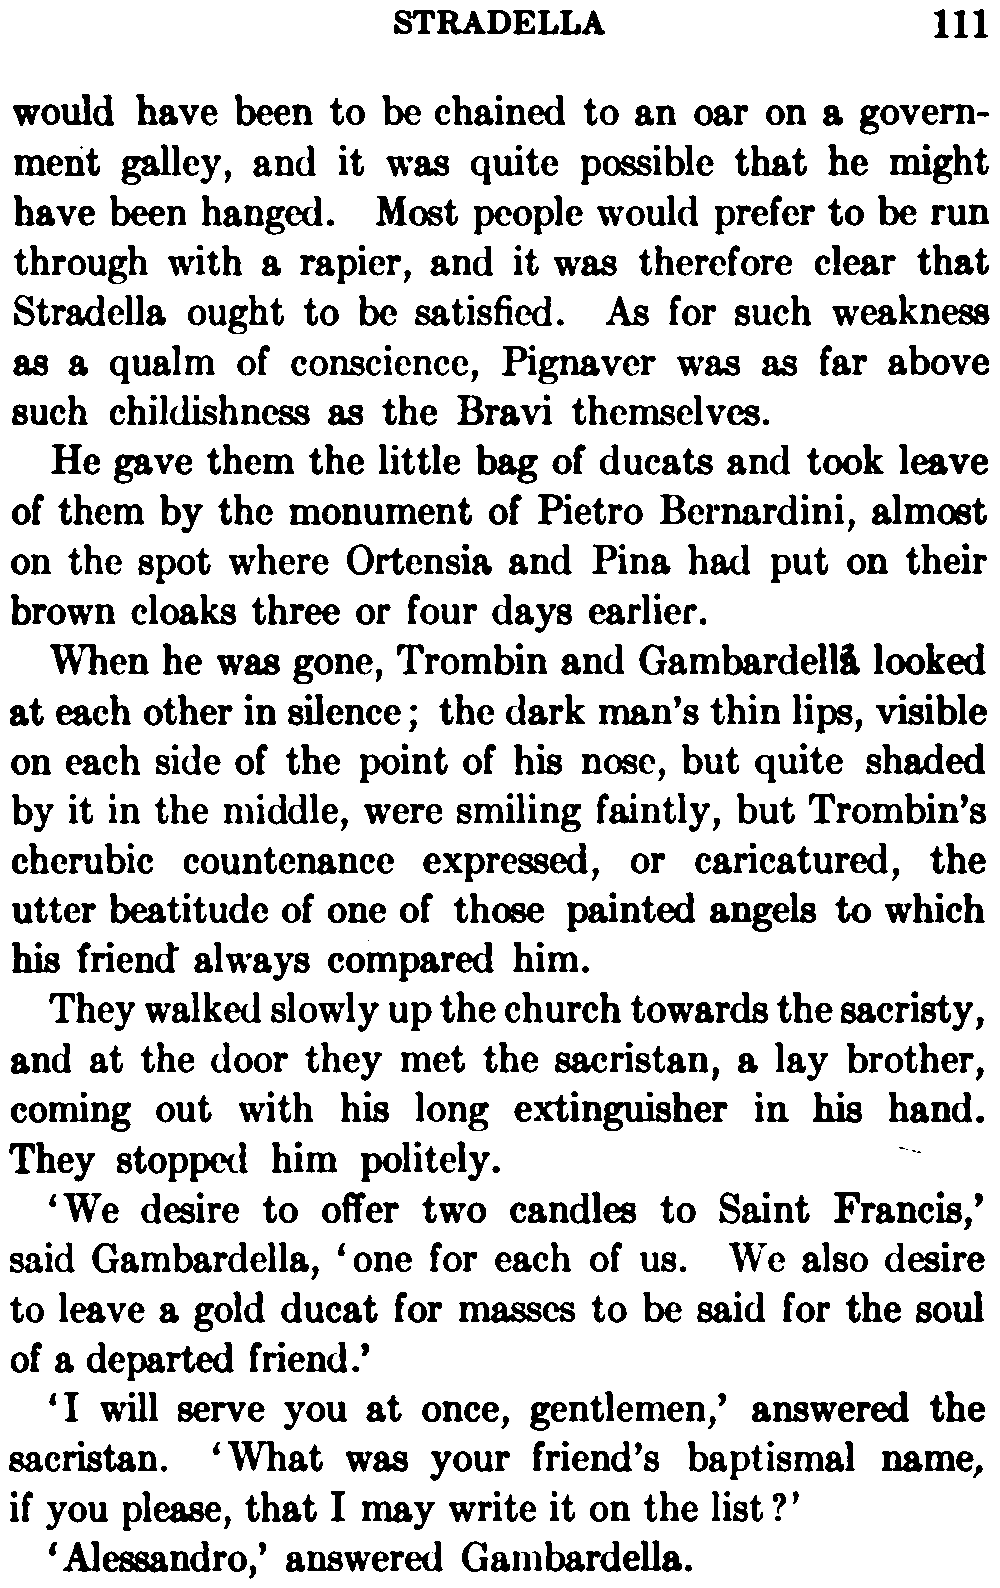 STRADELLA 111
would have been to be chained to an oar on a govern-
ment galley, and it was quite possible that he might
have been hanged. Most people would prefer to be run
through with a rapier, and it was therefore clear that
Stradella ought to be satisfied. As for such weakness
as a qualm of conscience, Pignaver was as far above
such childishness as the Bravi themselves.
He gave them the little bag of ducats and took leave
of them by the monument of Pietro Bernardini, almost
on the spot where Ortensia and Pina had put on their
brown cloaks three or four days earlier.
When he was gone, Trombin and Gambardella looked
at each other in silence; the dark man's thin lips, visible
on each side of the point of his nose, but quite shaded
by it in the middle, were smiling faintly, but Trombin's
cherubic countenance expressed, or caricatured, the
utter beatitude of one of those painted angels to which
his friend always compared him.
They walked slowly up the church towards the sacristy,
and at the door they met the sacristan, a lay brother,
coming out with his long extinguisher in his hand.
They stopped him politely.
'We desire to offer two candles to Saint Francis,'
said Gambardella, 'one for each of us. We also desire
to leave a gold ducat for masses to be said for the soul
of a departed friend.'
'I will serve you at once, gentlemen,' answered the
sacristan. 'What was your friend's baptismal name,
if you please, that I may write it on the list?'
'Alessandro,' answered Gambardella.